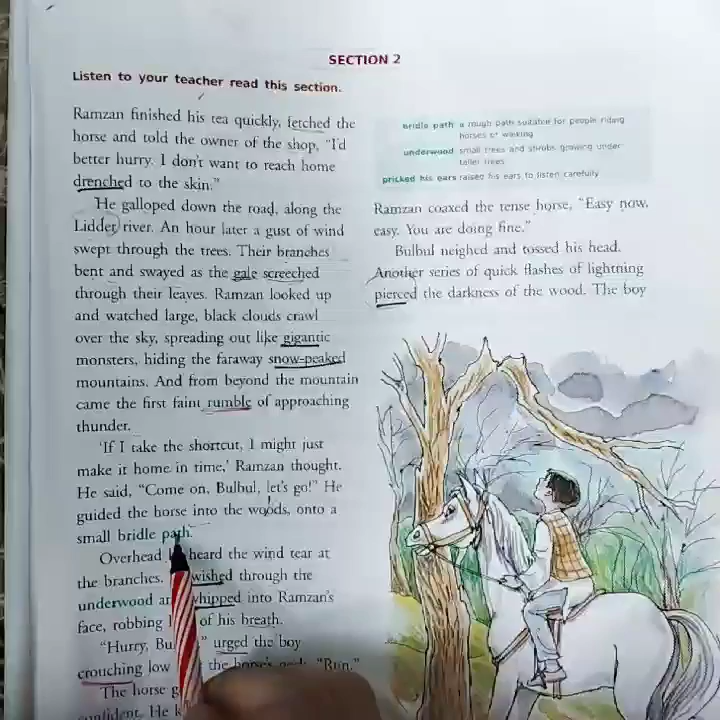 SECTION 2
Listen to your teacher read this section.
Ramzan finished his tea quickly, fetched the
horse and told the owner of the shop, "I'd
better hurry. I don't want to reach home
drenched to the skin."
He galloped down the road, along the
Lidder river. An hour later a gust of wind
swept through the trees. Their branches
bent and swayed as the gale screeched
through their leaves. Ramzan looked up
and watched large, black clouds crawl
over the sky, spreading out like gigantic
monsters, hiding the faraway snow-peaked
mountains. And from beyond the mountain
came the first faint rumble of approaching
thunder.
'If I take the shortcut, I might just
make it home in time,' Ramzan thought.
He said, "Come on, Bulbul, let's go!" He
guided the horse into the woods, onto a
small bridle path.
Overhead heard the wind tear at
the branches. wished through the
underwood whipped into Ramzan's
face, robbing of his breath.
"Hurry, urged the boy
crouching low the "Run."
The horse
confident. He
bridle path a rough path suitable for people riding
horses or walking
underwood small trees and shrubs growing under
taller trees
pricked his ears raised his ears to listen carefully
Ramzan coaxed the tense horse, "Easy now,
easy. You are doing fine."
Bulbul neighed and tossed his head.
Another series of quick flashes of lightning
pierced the darkness of the wood. The boy